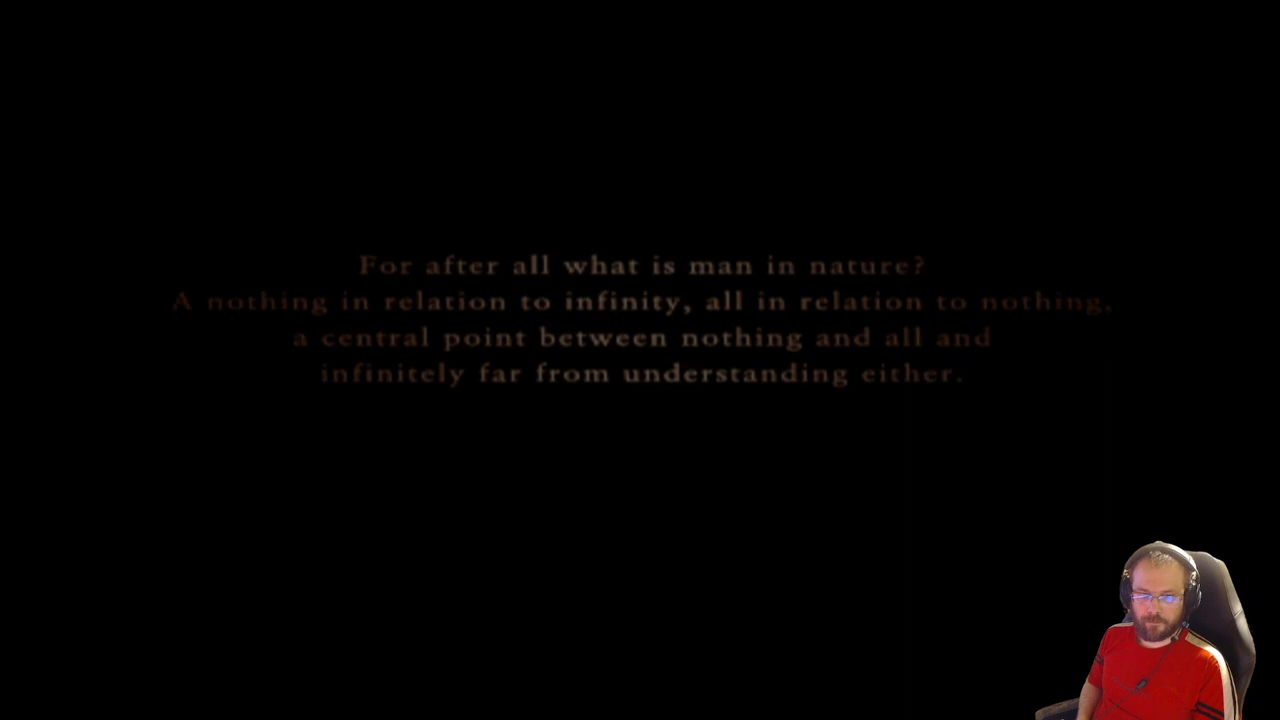 For after all what is man in nature?
A nothing in relation to infinity, all in relation to nothing,
a central point between nothing and all and
infinitely far from understanding either.